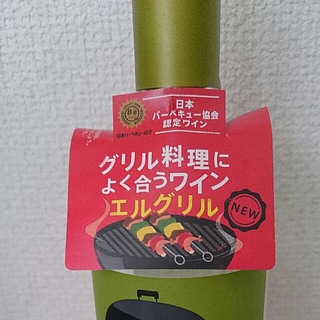 日本
バーベキュー協会
認定ワイン
グリル料理に
よく合うワイン
エルグリル
NEW